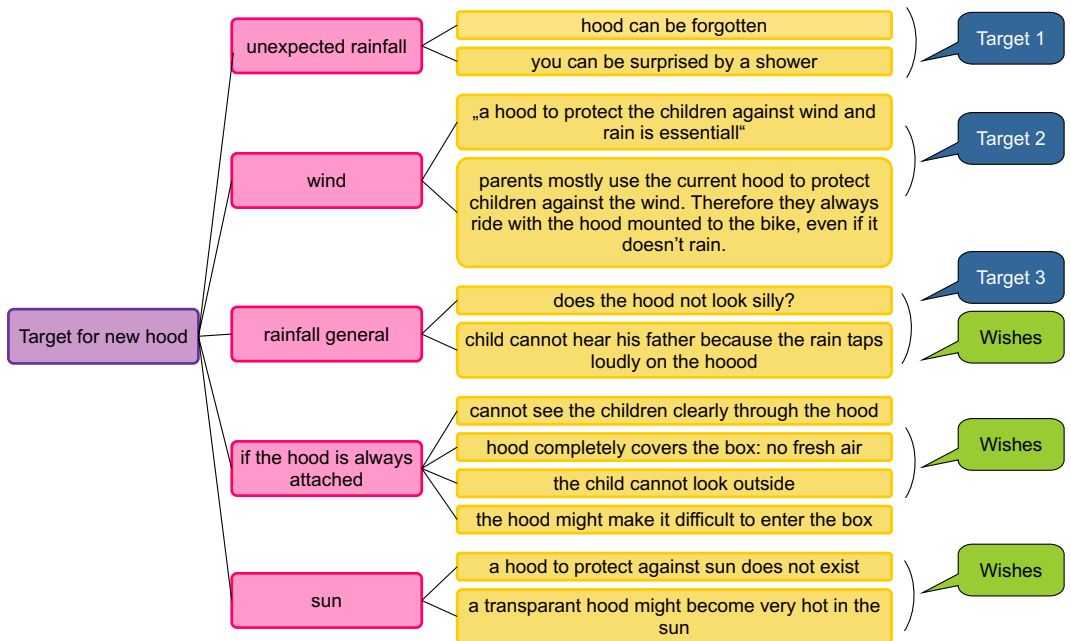 Target for new hood
unexpected rainfall
hood can be forgotten
you can be surprised by a shower
Target 1
wind
„a hood to protect the children against wind and
rain is essentiall“
parents mostly use the current hood to protect
children against the wind. Therefore they always
ride with the hood mounted to the bike, even if it
doesn’t rain.
Target 2
rainfall general
does the hood not look silly?
child cannot hear his father because the rain taps
loudly on the hoood
Target 3
Wishes
if the hood is always
attached
cannot see the children clearly through the hood
hood completely covers the box: no fresh air
the child cannot look outside
the hood might make it difficult to enter the box
Wishes
sun
a hood to protect against sun does not exist
a transparant hood might become very hot in the
sun
Wishes